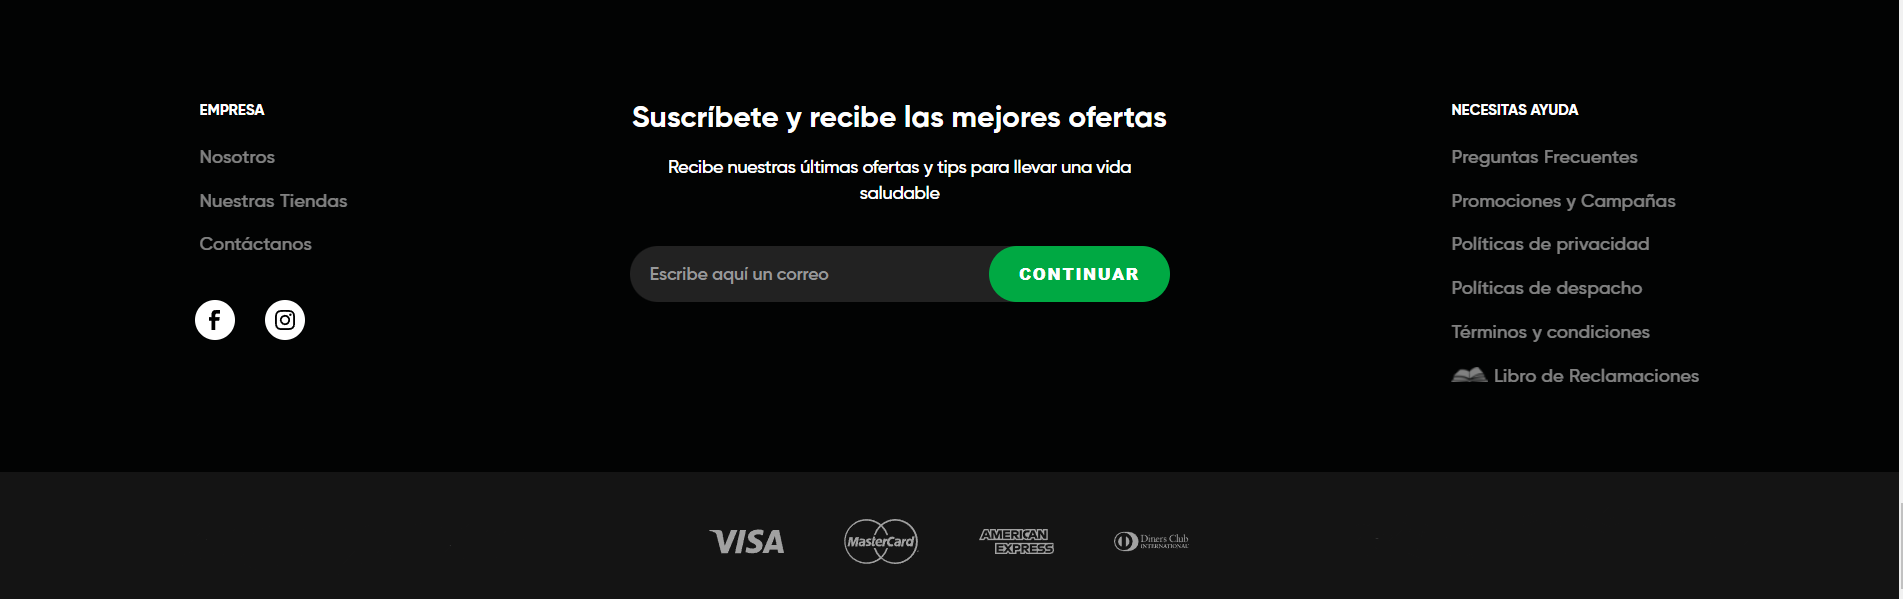 EMPRESA
Nosotros
Nuestras Tiendas
Contáctanos
Suscríbete y recibe las mejores ofertas
Recibe nuestras últimas ofertas y tips para llevar una vida
saludable
Escribe aquí un correo
CONTINUAR
NECESITAS AYUDA
Preguntas Frecuentes
Promociones y Campañas
Políticas de privacidad
Políticas de despacho
Términos y condiciones
Libro de Reclamaciones
VISA
MasterCard
AMERICAN
EXPRESS
Diners Club
INTERNATIONAL